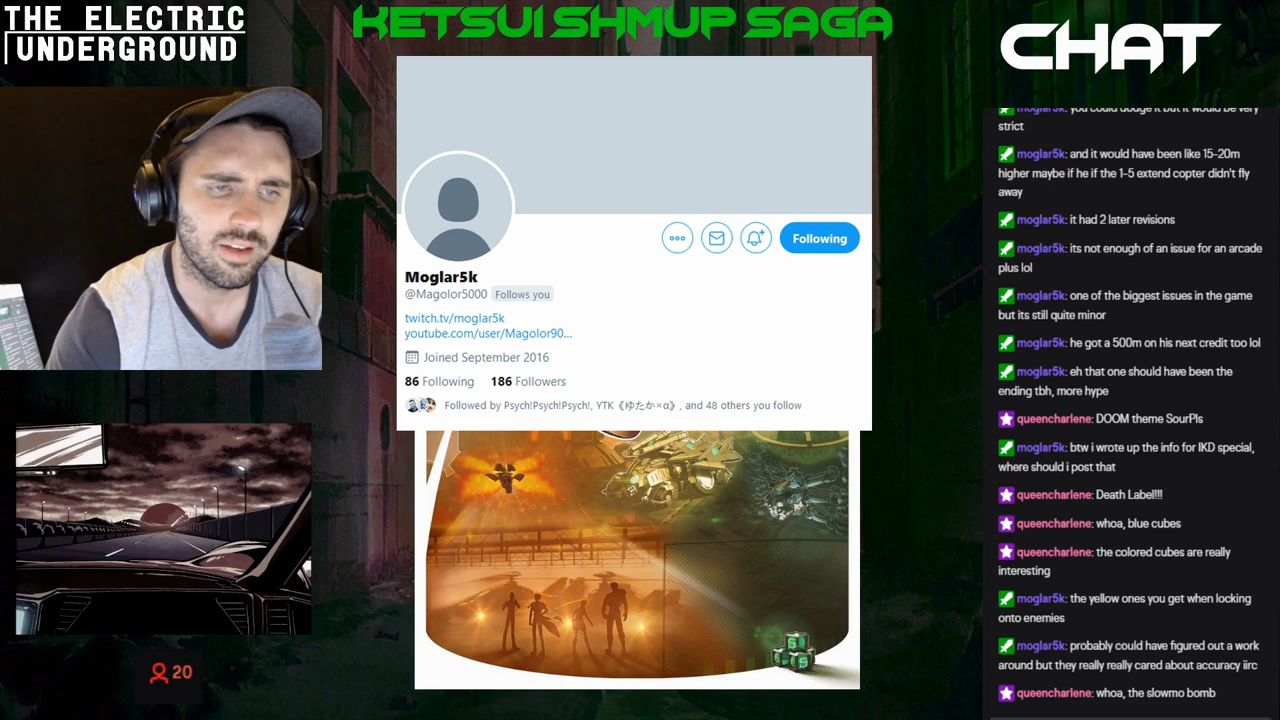 THE ELECTRIC
UNDERGROUND
KETSUI SHMUP SAGA
CHAT
Following
Moglar5k
@Magolor5000 Follows you
twitch.tv/moglar5k
youtube.com/user/Magolor90...
Joined September 2016
86 Following 186 Followers
Followed by Psych!Psych!Psych!, YTK《ゆたか×α》, and 48 others you follow
20
moglar5k: you could dodge it but it would be very
strict
moglar5k: and it would have been like 15-20m
higher maybe if he if the 1-5 extend copter didn't fly
away
moglar5k: it had 2 later revisions
moglar5k: its not enough of an issue for an arcade
plus lol
moglar5k: one of the biggest issues in the game
but its still quite minor
moglar5k: he got a 500m on his next credit too lol
moglar5k: eh that one should have been the
ending tbh, more hype
queencharlene: DOOM theme SourPls
moglar5k: btw i wrote up the info for IKD special,
where should i post that
queencharlene: Death Label!!!!
queencharlene: whoa, blue cubes
queencharlene: the colored cubes are really
interesting
moglar5k: the yellow ones you get when locking
onto enemies
moglar5k: probably could have figured out a work
around but they really really cared about accuracy iirc
queencharlene: whoa, the slowmo bomb